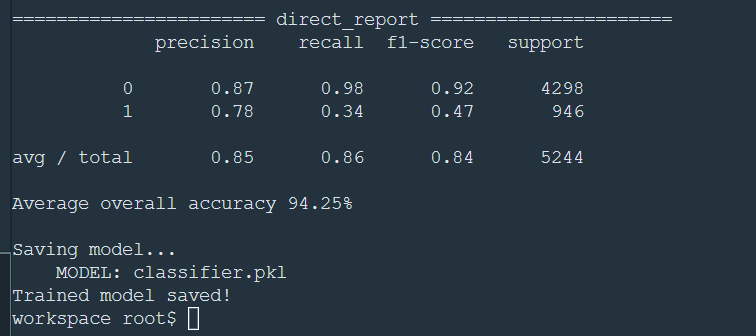 ======================= direct_report ======================
precision recall f1-score support
0 0.87 0.98 0.92 4298
1 0.78 0.34 0.47 946
avg / total 0.85 0.86 0.84 5244
Average overall accuracy 94.25%
Saving model...
MODEL: classifier.pkl
Trained model saved!
workspace root$